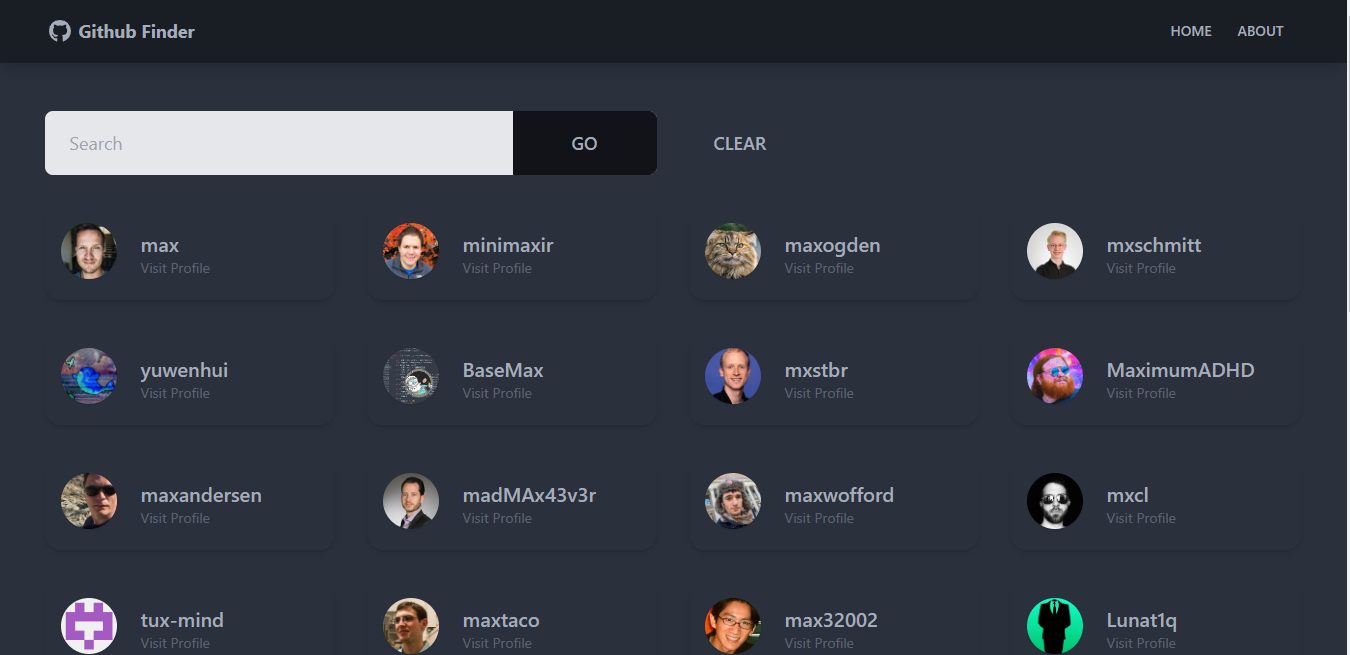 Github Finder
HOME ABOUT
Search GO CLEAR
max minimaxir maxogden mxschmitt
Visit Profile Visit Profile Visit Profile Visit Profile
yuwenhui BaseMax mxstbr MaximumADHD
Visit Profile Visit Profile Visit Profile Visit Profile
maxandersen madMAx43v3r maxwofford mxcl
Visit Profile Visit Profile Visit Profile Visit Profile
tux-mind maxtaco max32002 Lunat1q
Visit Profile Visit Profile Visit Profile Visit Profile